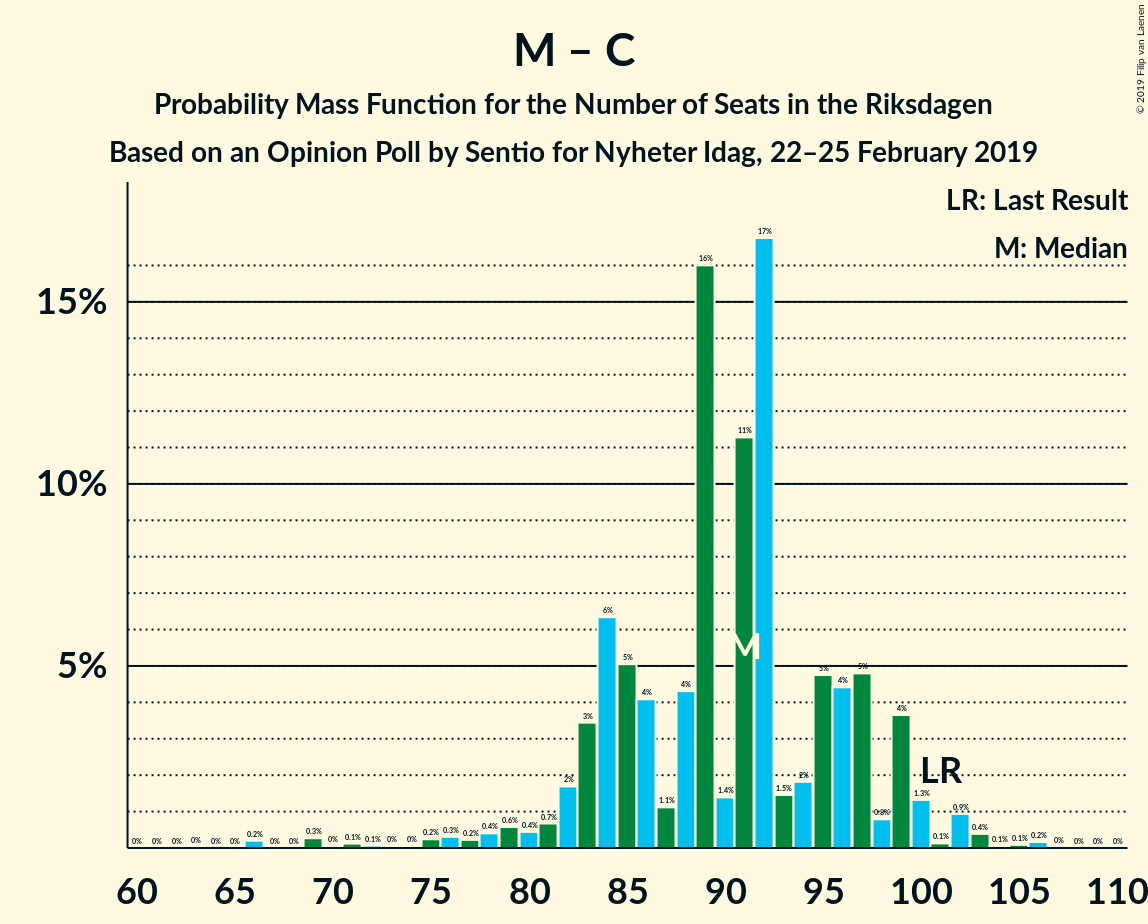 M – C
Probability Mass Function for the Number of Seats in the Riksdagen
Based on an Opinion Poll by Sentio for Nyheter Idag, 22–25 February 2019
© 2019 Filip van Laenen
LR: Last Result
M: Median
15%
10%
5%
0% 0% 0% 0% 0% 0% 0.2% 0% 0% 0.3% 0% 0.1% 0.1% 0% 0% 0.2% 0.3% 0.2% 0.4% 0.6% 0.4% 0.7% 2% 3% 6% 5% 4% 1.1% 4% 16% 1.4% 11% 17% 1.5% 2% 5% 4% 5% 0.8% 4% 1.3% 0.1% 0.9% 0.4% 0.1% 0.1% 0.2% 0% 0% 0% 0%
M
LR
60 65 70 75 80 85 90 95 100 105 110